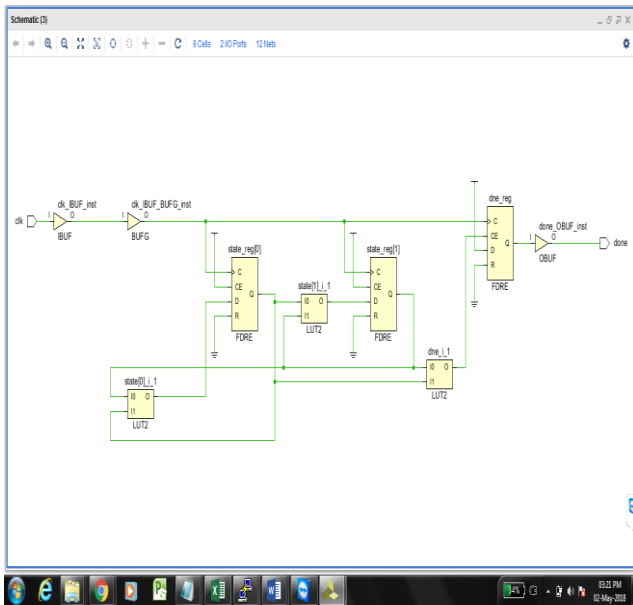 Schematic (3)
9 Cells 2 I/O Ports 12 Nets
clk_IBUF_inst
clk_IBUF_BUFG_inst
clk
I O
IBUF
I O
BUFG
dne_reg
C
CE
D
R
Q
FDRE
done_OBUF_inst
I O
OBUF
done
state_reg[0]
C
CE
D
R
Q
FDRE
state[1]_i_1
I0 O
I1
LUT2
state_reg[1]
C
CE
D
R
Q
FDRE
dne_i_1
I0 O
I1
LUT2
state[0]_i_1
I0 O
I1
LUT2
03:21 PM
02-May-2018